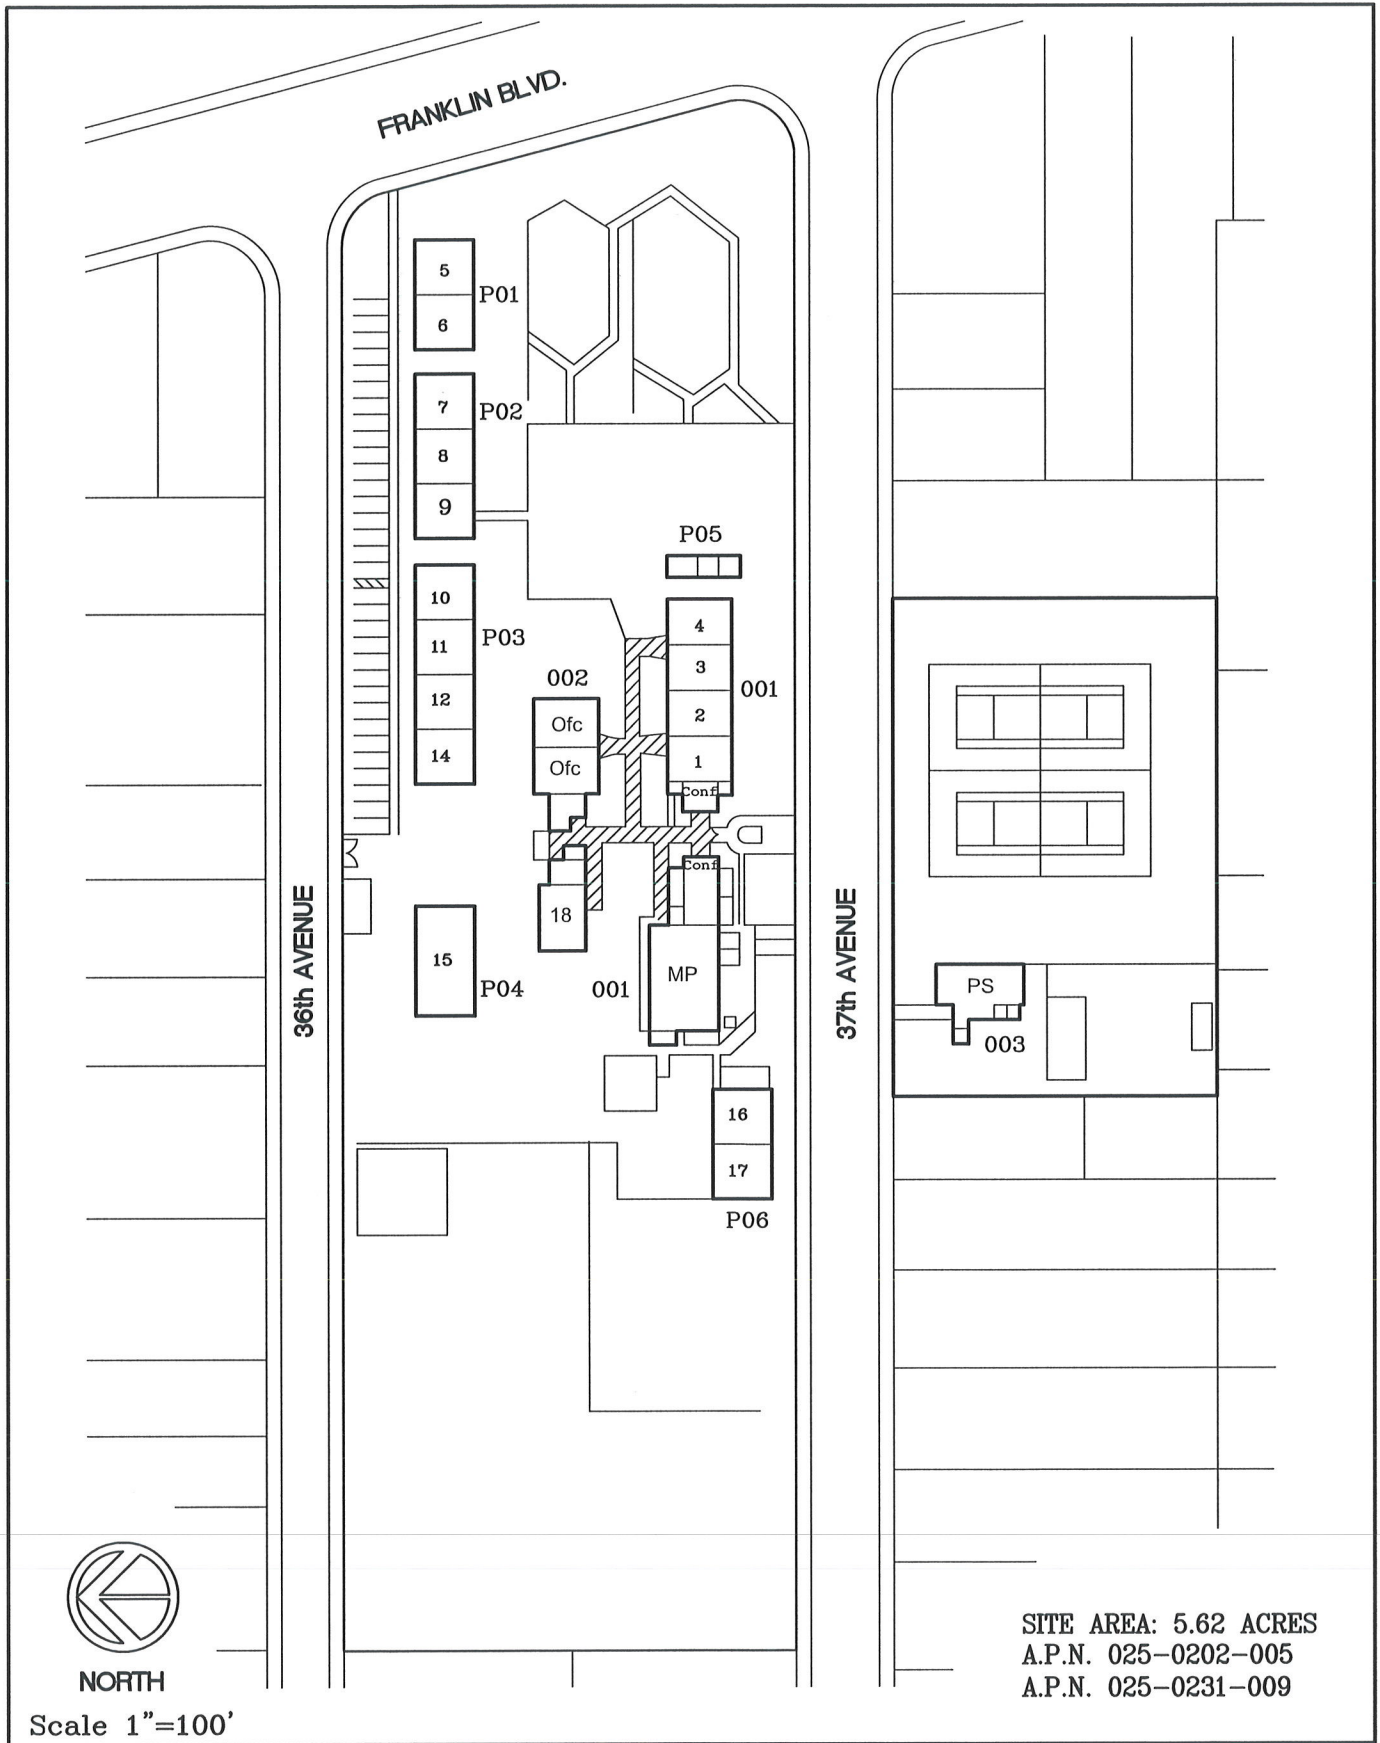 FRANKLIN BLVD.
5
P01
6
7
P02
8
9
P05
10
4
11
P03
3
002
12
001
Ofc
2
14
Ofc
1
Conf
Conf
36th AVENUE
37th AVENUE
18
15
P04
001
MP
PS
003
16
17
P06
NORTH
Scale 1"=100'
SITE AREA: 5.62 ACRES
A.P.N. 025-0202-005
A.P.N. 025-0231-009